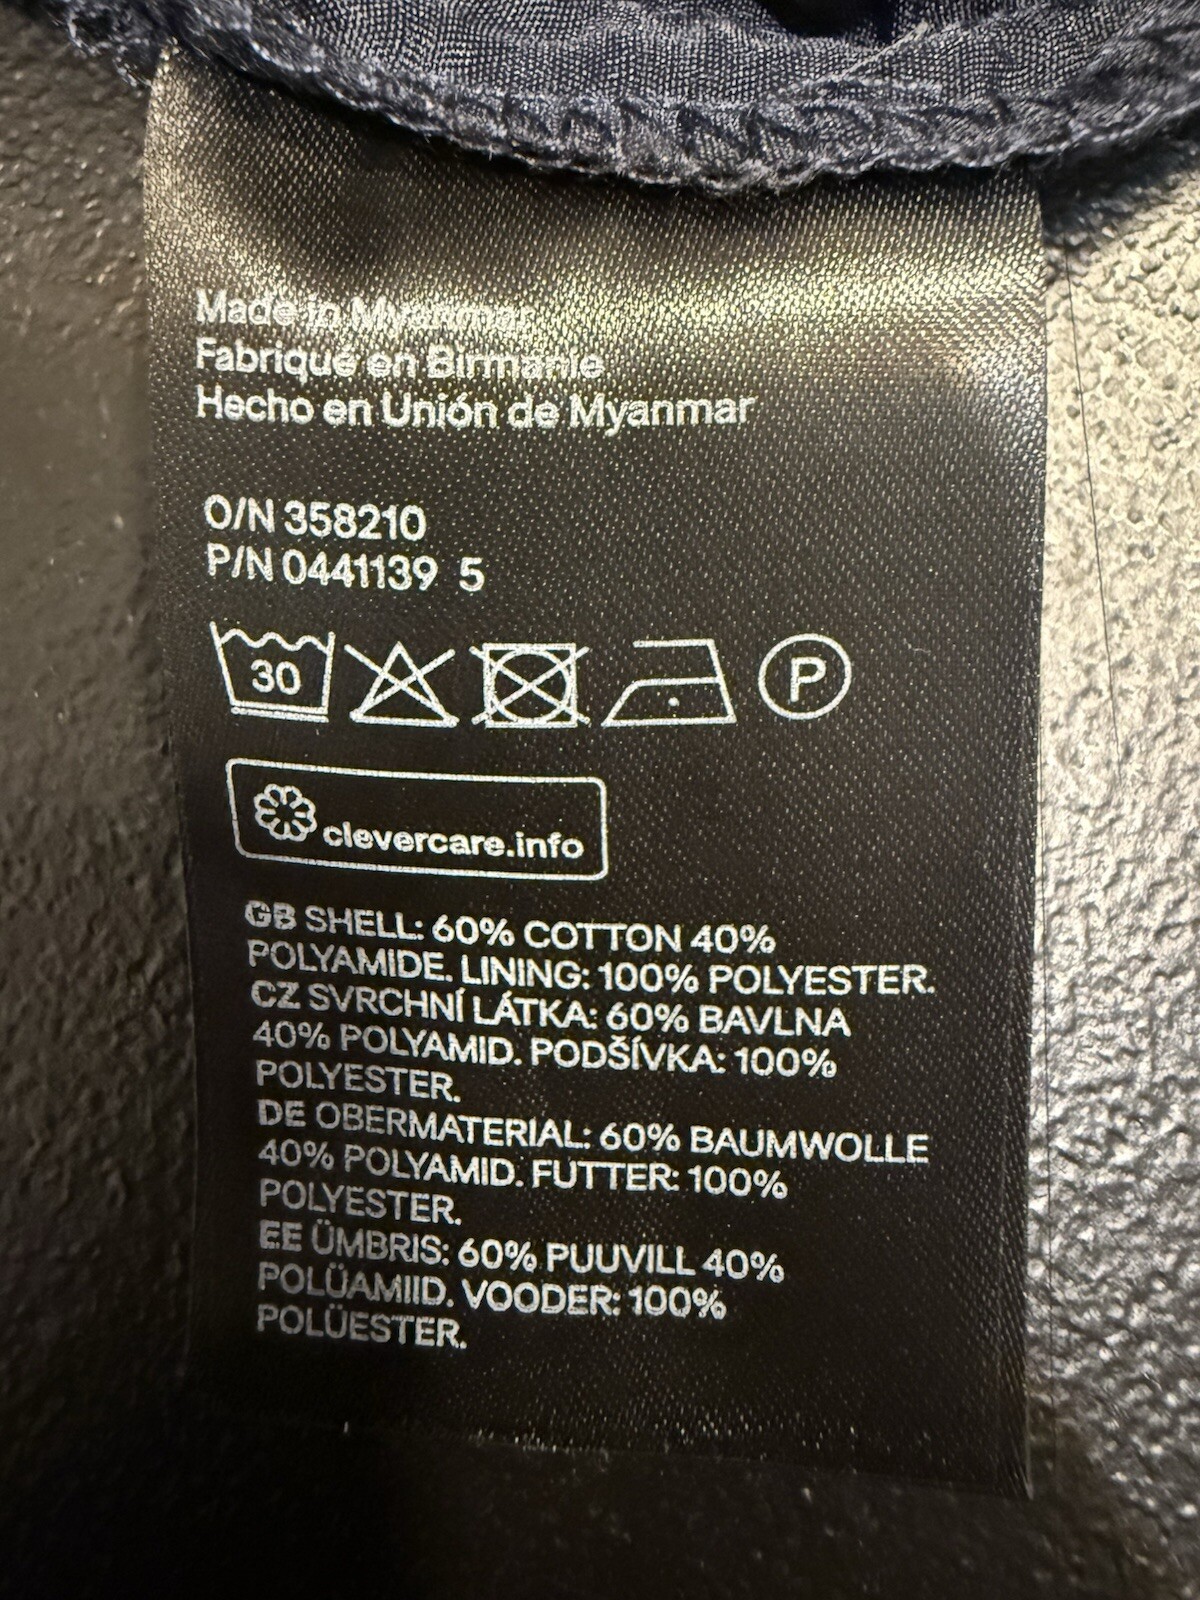 Made in Myanmar
Fabriqué en Birmanie
Hecho en Unión de Myanmar
O/N 358210
P/N 0441139 5
30 P
clevercare.info
GB SHELL: 60% COTTON 40%
POLYAMIDE. LINING: 100% POLYESTER.
CZ SVRCHNÍ LÁTKA: 60% BAVLNA
40% POLYAMID. PODŠÍVKA: 100%
POLYESTER.
DE OBERMATERIAL: 60% BAUMWOLLE
40% POLYAMID. FUTTER: 100%
POLYESTER.
EE ÜMBRIS: 60% PUUVILL 40%
POLÜAMIID. VOODER: 100%
POLÜESTER.